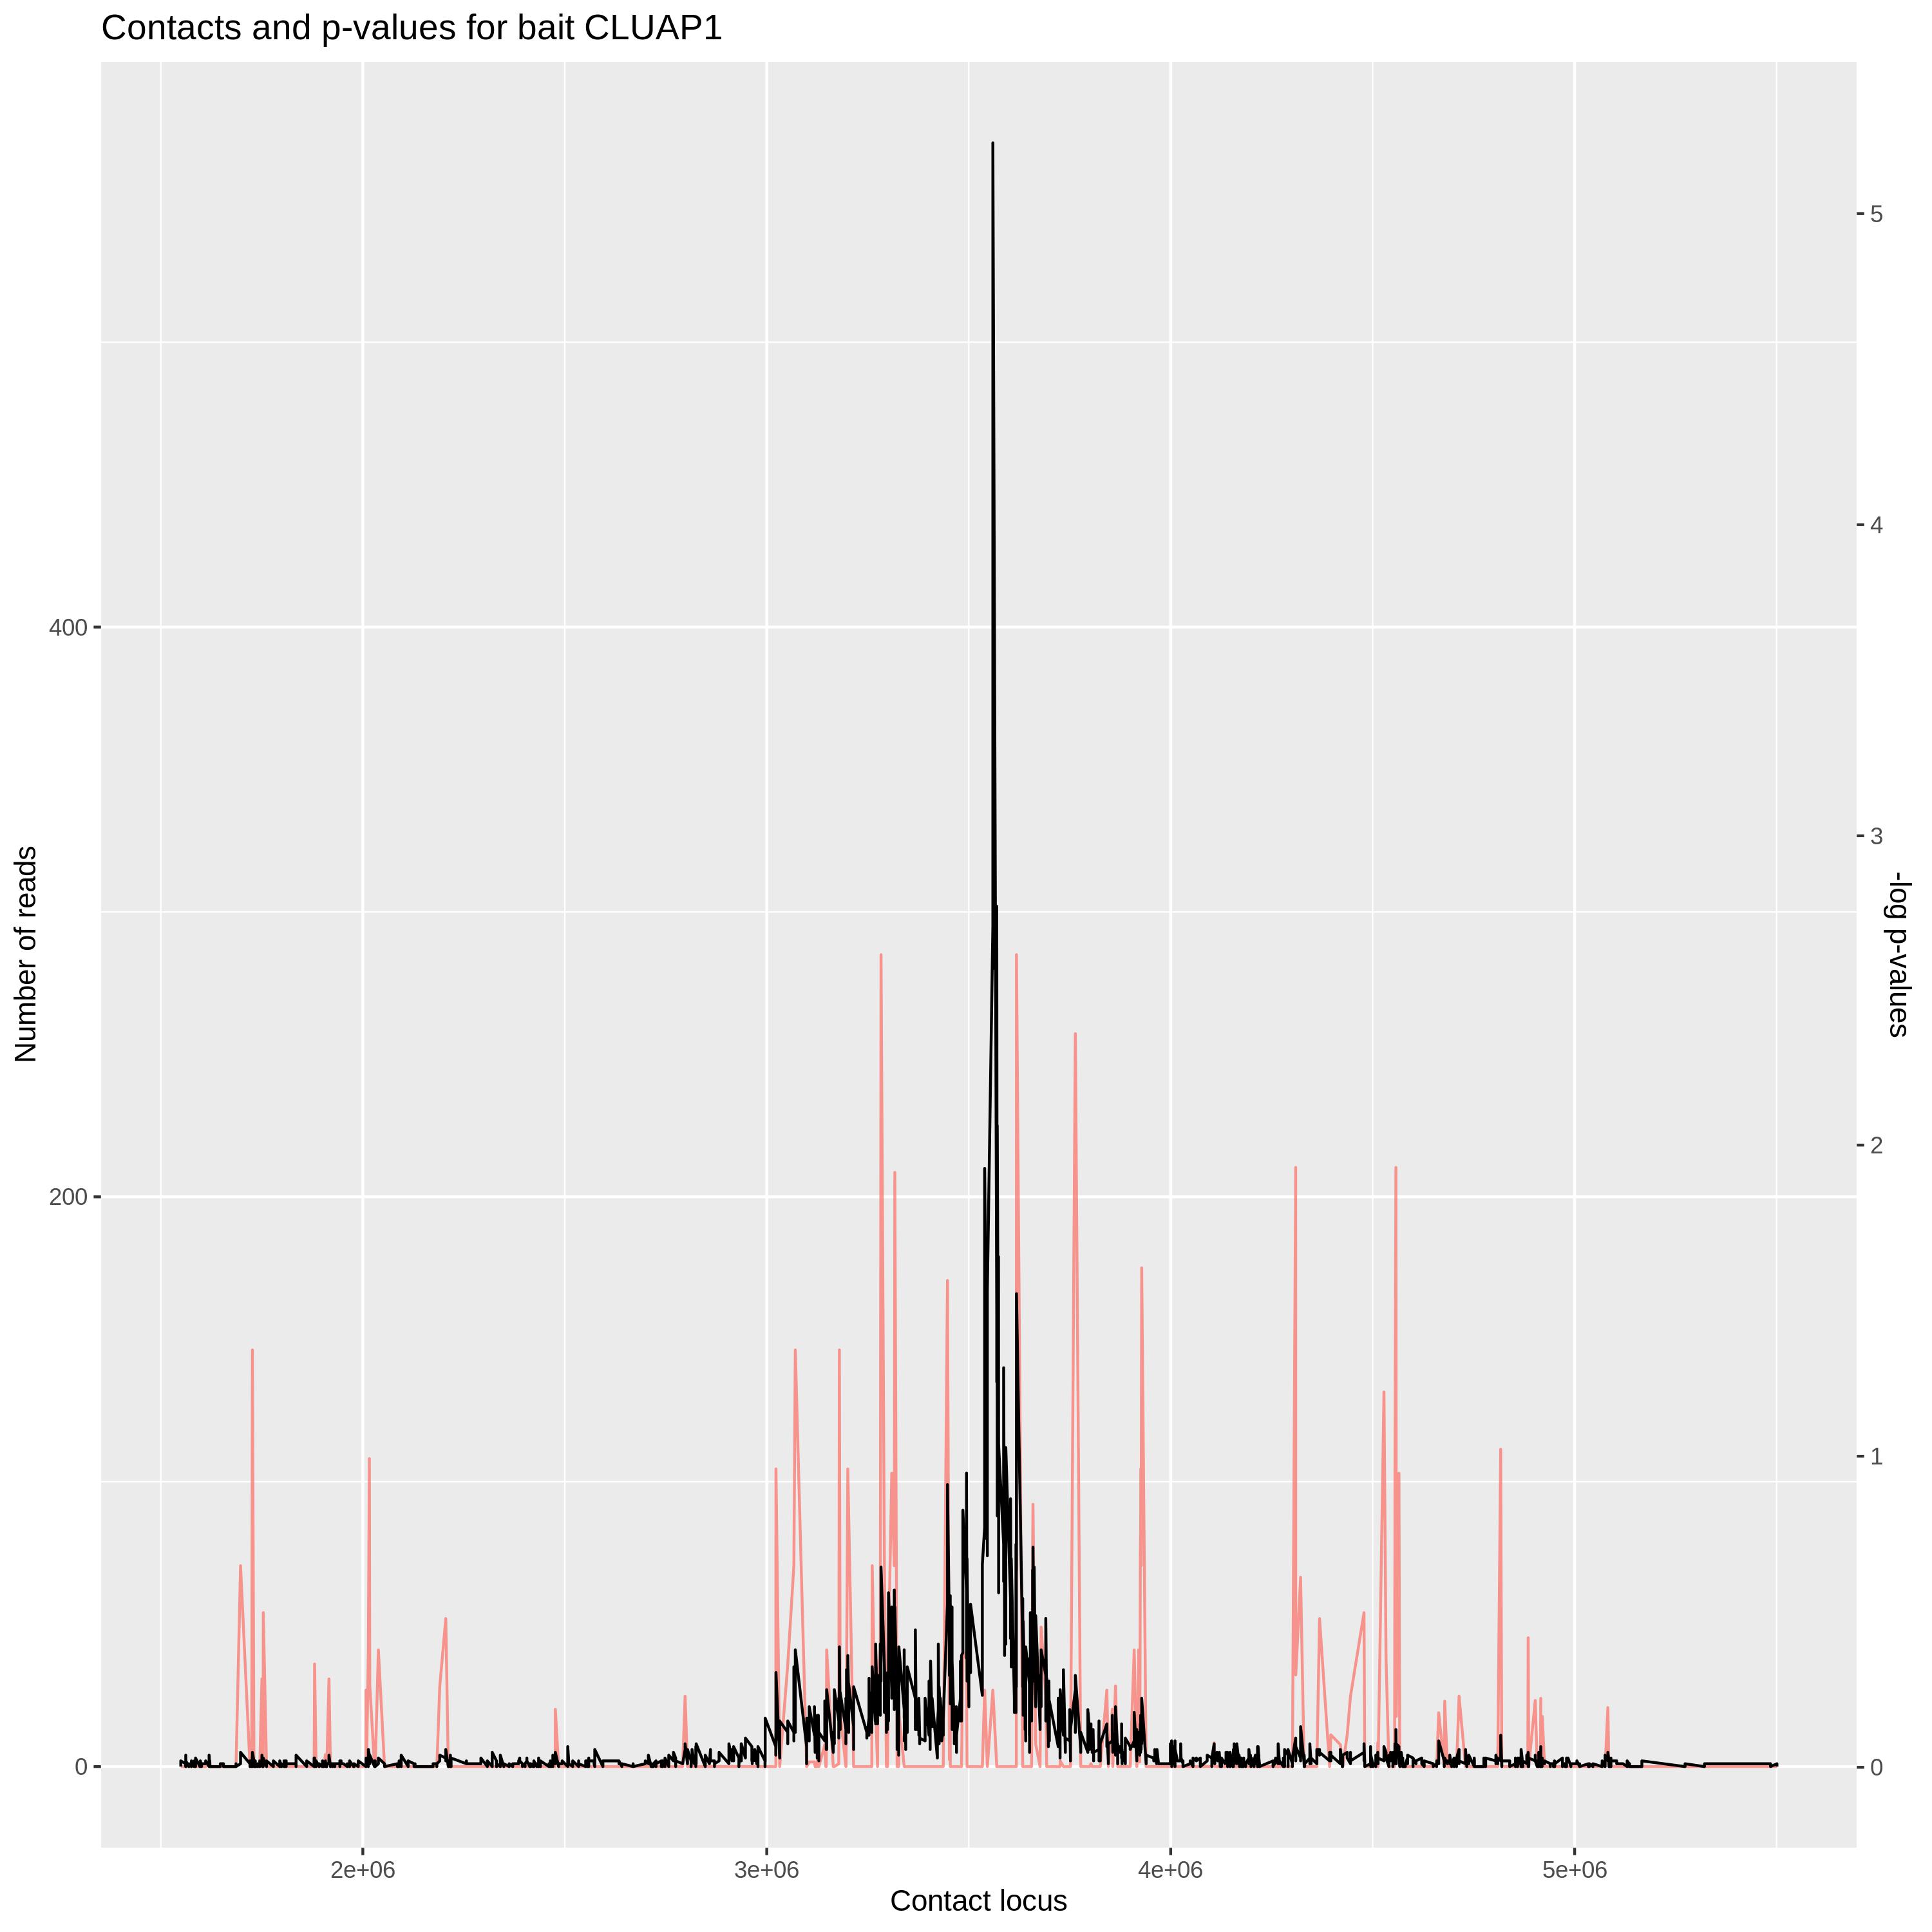 Contacts and p-values for bait CLUAP1
Number of reads
400
200
0
5
4
3
2
1
0
-log p-values
2e+06
3e+06
4e+06
5e+06
Contact locus